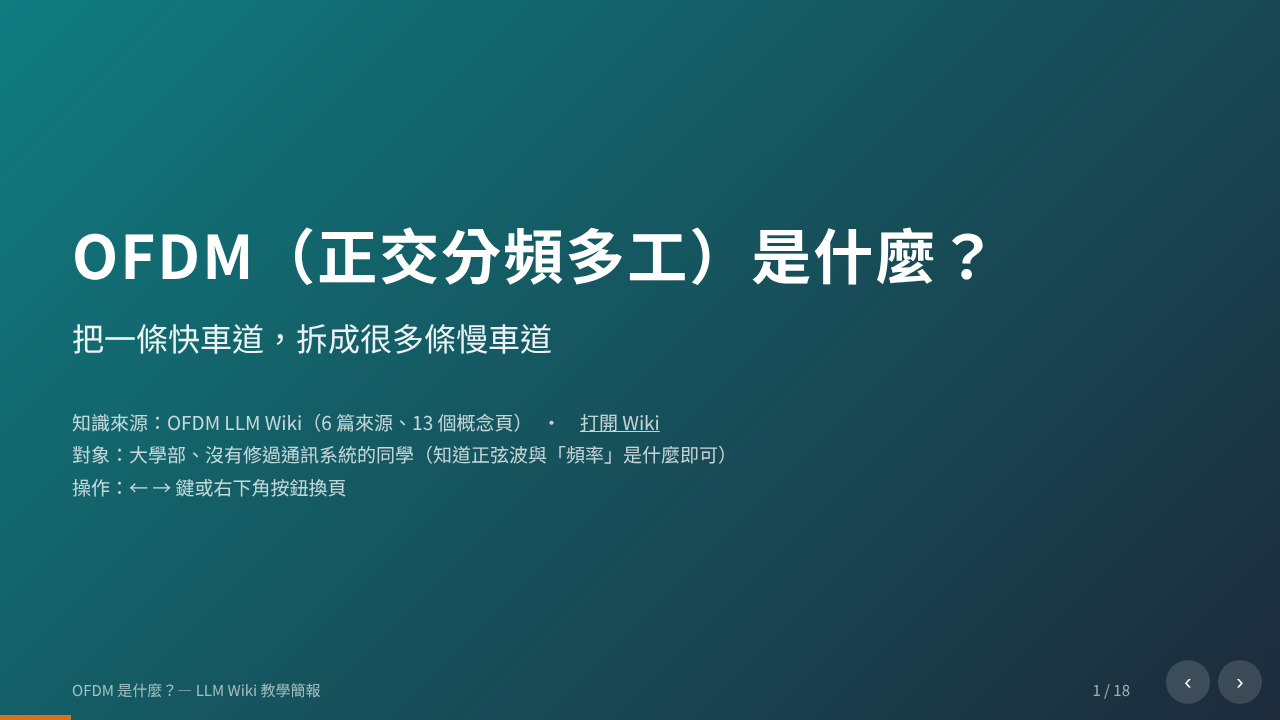 OFDM（正交分頻多工）是什麼？
把一條快車道，拆成很多條慢車道
知識來源：OFDM LLM Wiki（6 篇來源、13 個概念頁） ・ 打開 Wiki
對象：大學部、沒有修過通訊系統的同學（知道正弦波與「頻率」是什麼即可）
操作：← → 鍵或右下角按鈕換頁
OFDM 是什麼？— LLM Wiki 教學簡報
1 / 18
‹ ›